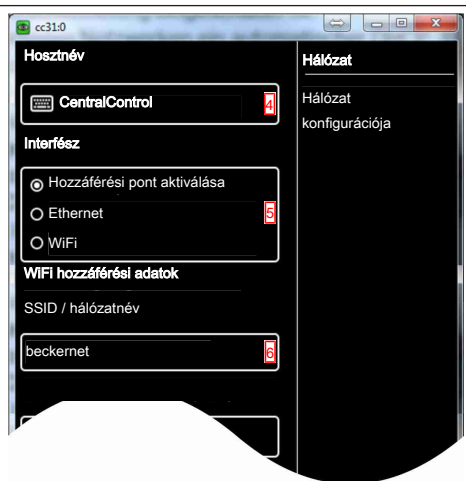 cc31:0
Hosztnév
CentralControl
4
Interfész
Hozzáférési pont aktiválása
Ethernet
5
WiFi
WiFi hozzáférési adatok
SSID / hálózatnév
beckernet
6
Hálózat
Hálózat
konfigurációja